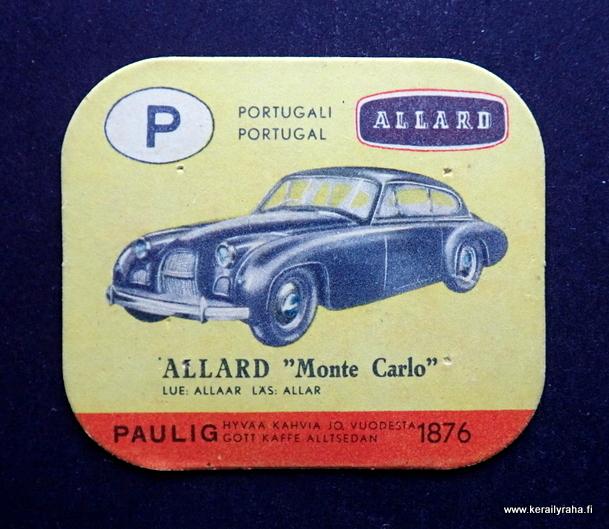 P
PORTUGALI
PORTUGAL
ALLARD
ALLARD "Monte Carlo"
LUE: ALLAAR LÄS: ALLAR
PAULIG HYVÄÄ KAHVIA JO VUODESTA 1876
GOTT KAFFE ALLTSEDAN
www.kerailyraha.fi